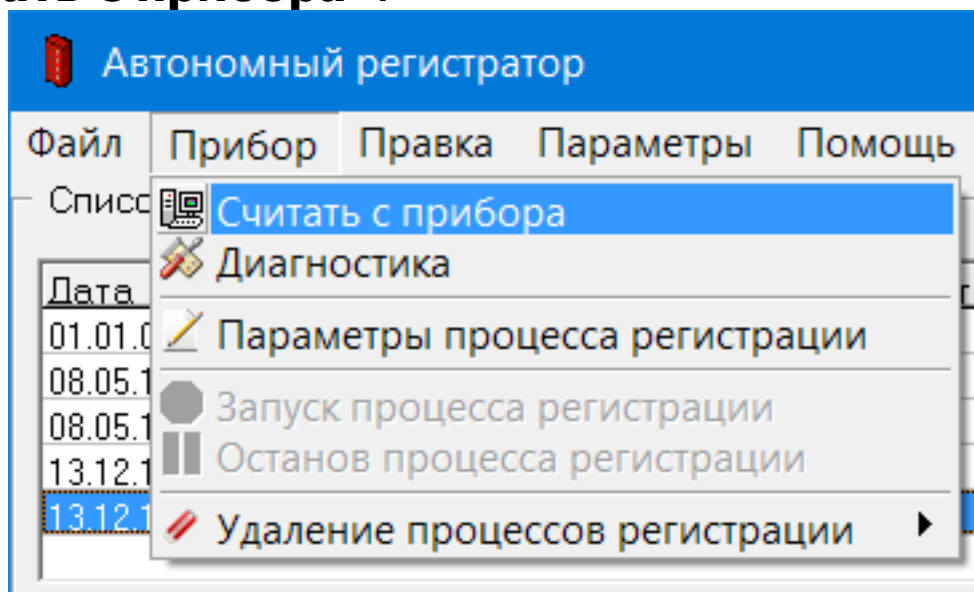 Автономный регистратор
Файл Прибор Правка Параметры Помощь
Считать с прибора
Диагностика
Дата
Параметры процесса регистрации
Запуск процесса регистрации
Останов процесса регистрации
Удаление процессов регистрации